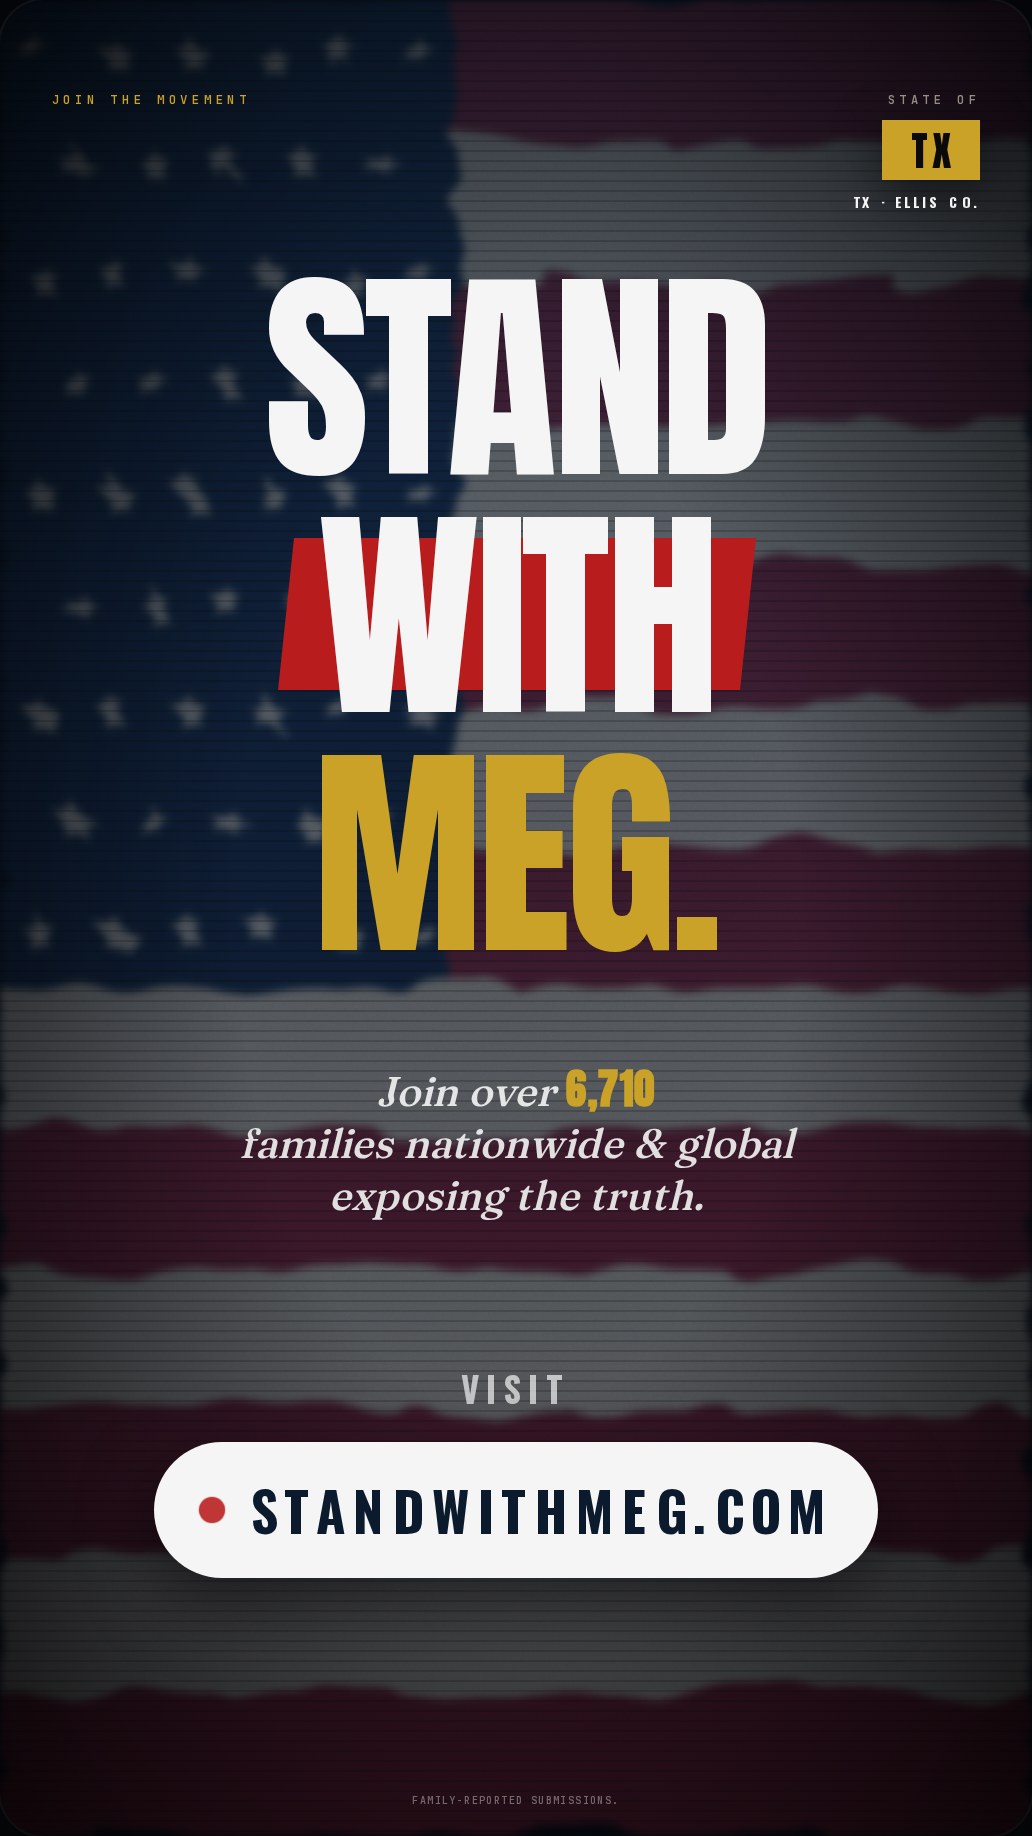 JOIN THE MOVEMENT
STATE OF
TX
TX · ELLIS CO.
STAND
WITH
MEG.
Join over 6,710
families nationwide & global
exposing the truth.
VISIT
STANDWITHMEG.COM
FAMILY-REPORTED SUBMISSIONS.